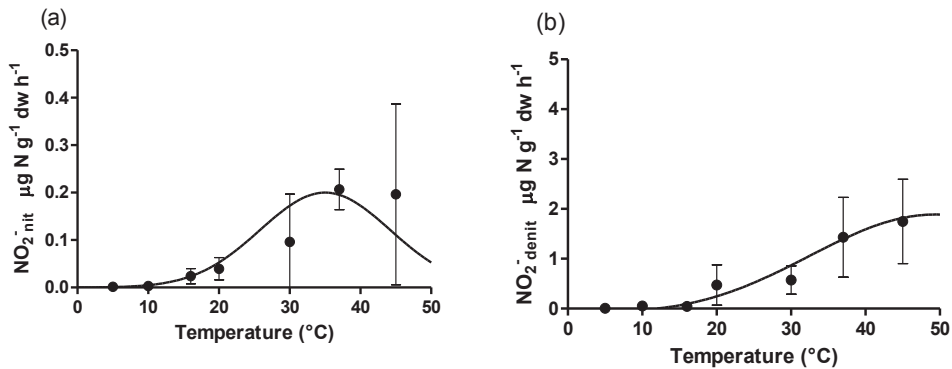 (a)
0.5
0.4
0.3
0.2
0.1
0.0
NO₂⁻ nit µg N g⁻¹ dw h⁻¹
0 10 20 30 40 50
Temperature (°C)
(b)
5
4
3
2
1
0
NO₂⁻ denit µg N g⁻¹ dw h⁻¹
0 10 20 30 40 50
Temperature (°C)